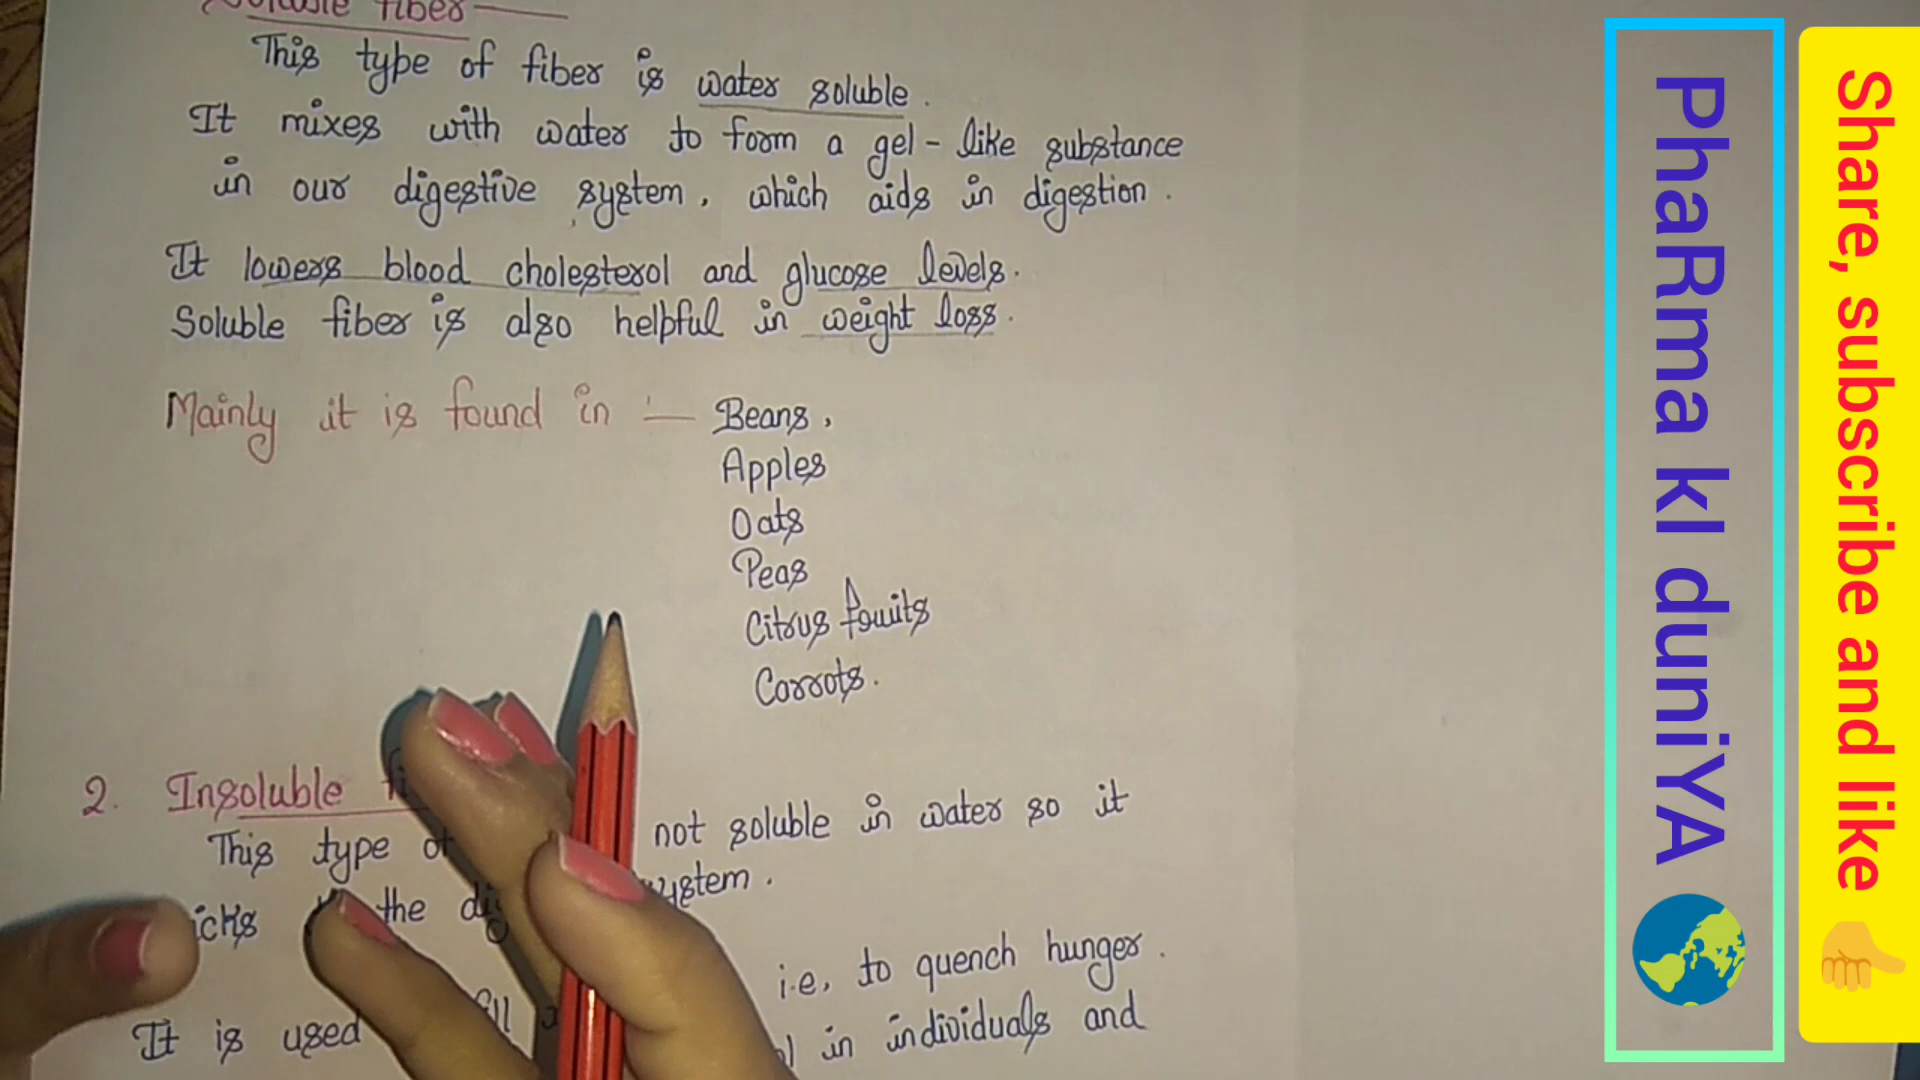 Soluble fiber
This type of fiber is water soluble.
It mixes with water to form a gel-like substance
in our digestive system, which aids in digestion.
It lowers blood cholesterol and glucose levels.
Soluble fiber is also helpful in weight loss.
Mainly it is found in :— Beans,
Apples
Oats
Peas
Citrus fruits
Carrots.
2. Insoluble
This type of not soluble in water so it
the system.
i.e, to quench hunger.
It is used in individuals and
PhaRma kI duniYA
Share, subscribe and like